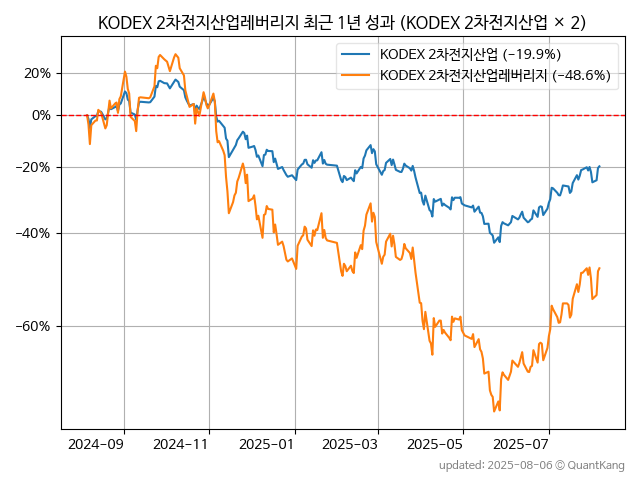 KODEX 2차전지산업레버리지 최근 1년 성과 (KODEX 2차전지산업 × 2)
KODEX 2차전지산업 (−19.9%)
KODEX 2차전지산업레버리지 (−48.6%)
20%
0%
−20%
−40%
−60%
2024-09
2024-11
2025-01
2025-03
2025-05
2025-07
updated: 2025-08-06 © QuantKang